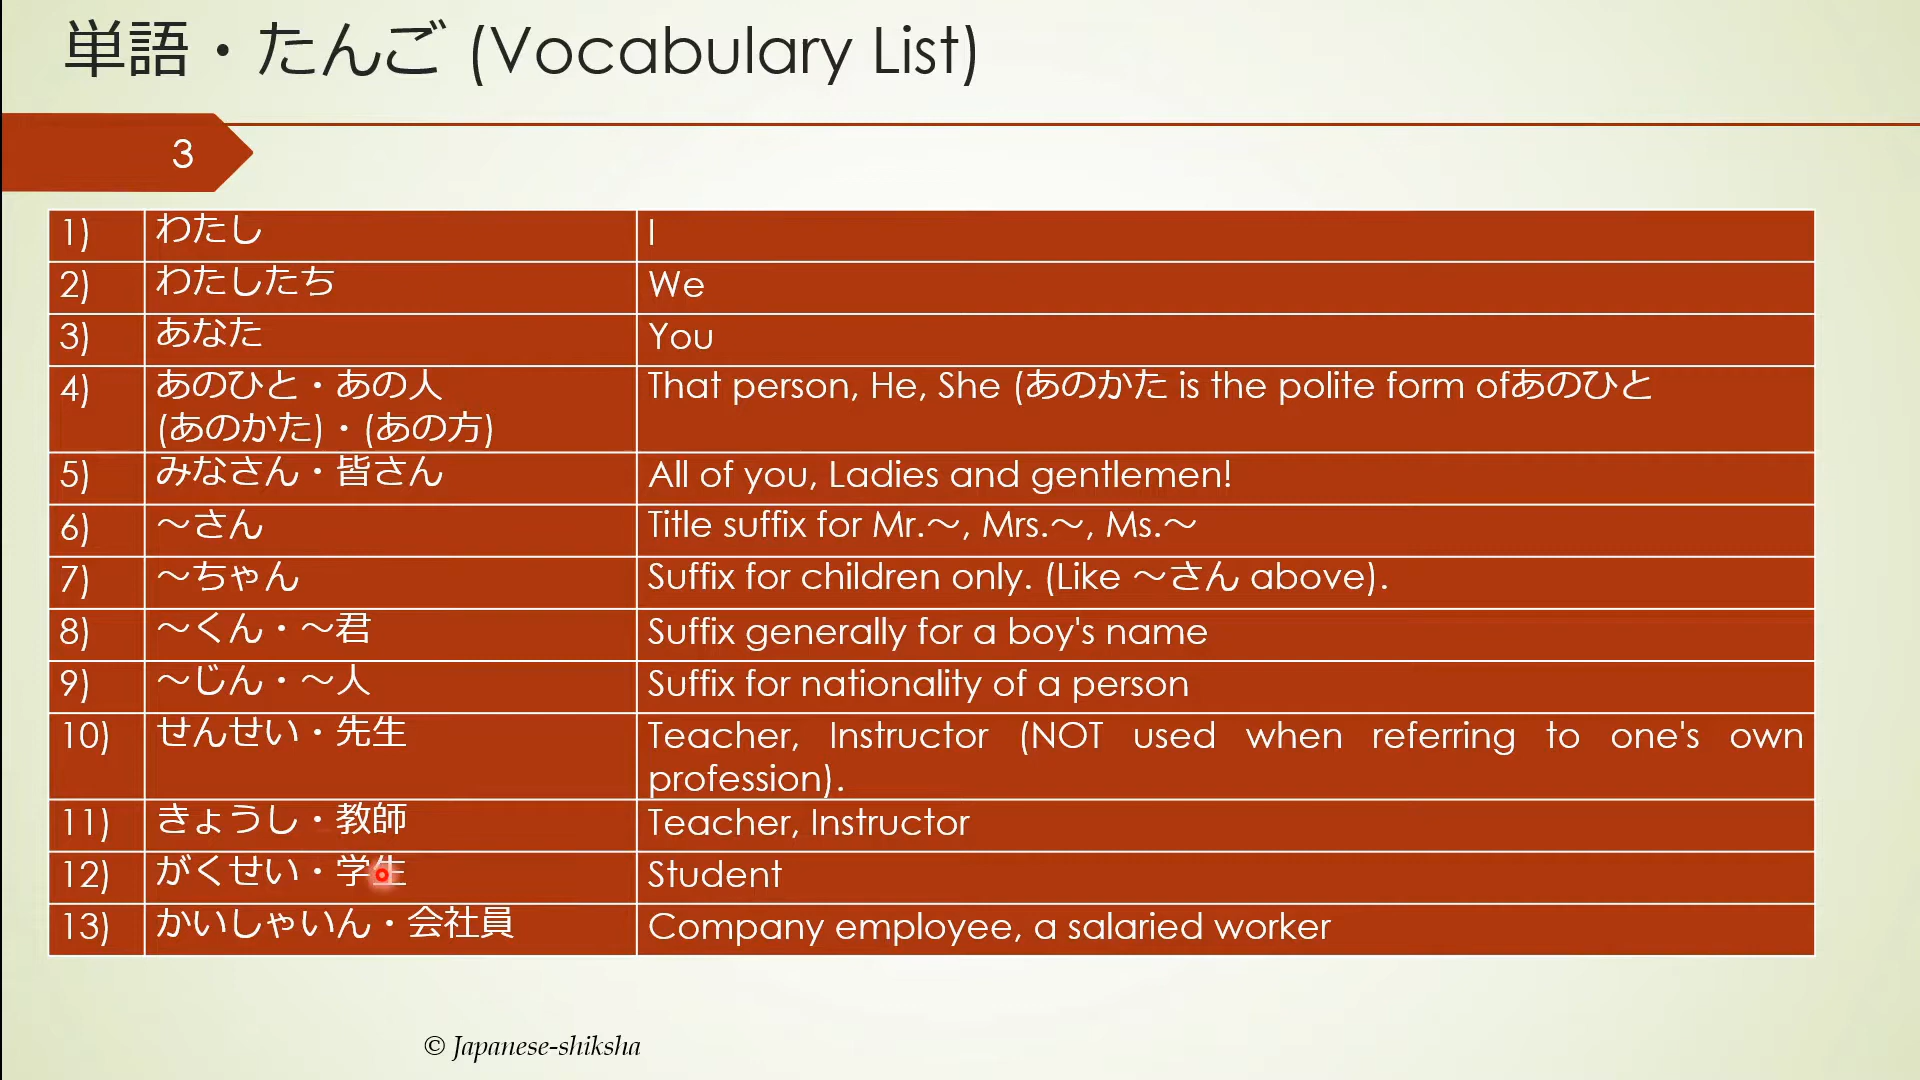 単語・たんご (Vocabulary List)
3
1) わたし I
2) わたしたち We
3) あなた You
4) あのひと・あの人 That person, He, She (あのかた is the polite form ofあのひと
(あのかた)・(あの方)
5) みなさん・皆さん All of you, Ladies and gentlemen!
6) ～さん Title suffix for Mr.～, Mrs.～, Ms.～
7) ～ちゃん Suffix for children only. (Like ～さん above).
8) ～くん・～君 Suffix generally for a boy's name
9) ～じん・～人 Suffix for nationality of a person
10) せんせい・先生 Teacher, Instructor (NOT used when referring to one's own
profession).
11) きょうし・教師 Teacher, Instructor
12) がくせい・学生 Student
13) かいしゃいん・会社員 Company employee, a salaried worker
© Japanese-shiksha